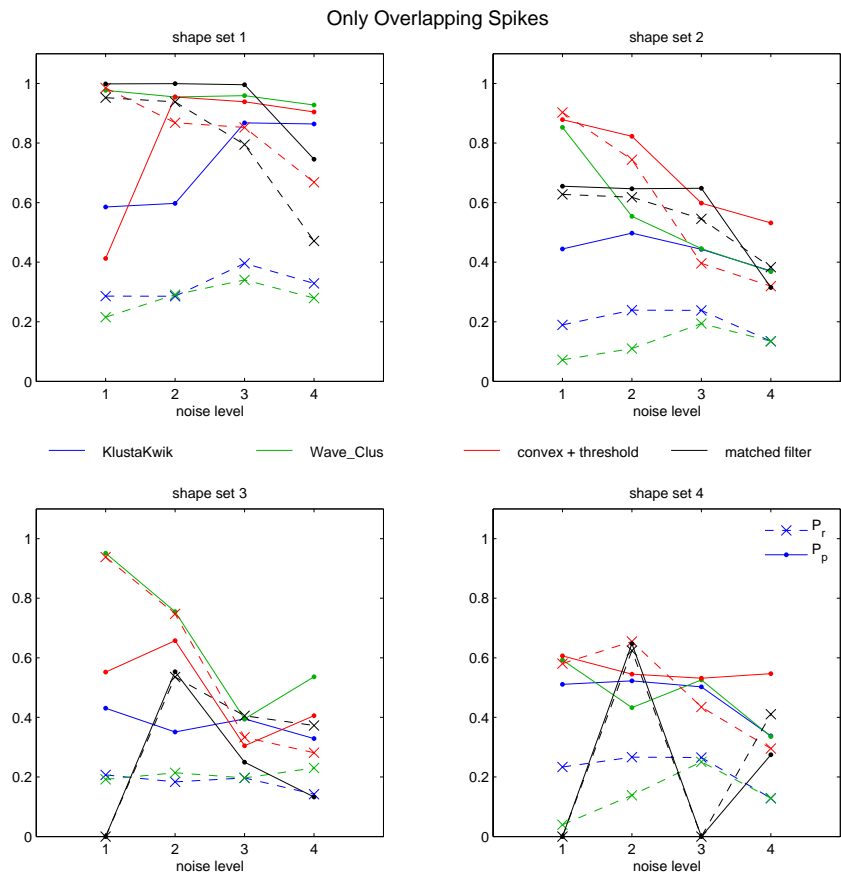 Only Overlapping Spikes
shape set 1
1
0.8
0.6
0.4
0.2
0
1 2 3 4
noise level
shape set 2
1
0.8
0.6
0.4
0.2
0
1 2 3 4
noise level
KlustaKwik Wave_Clus convex + threshold matched filter
shape set 3
1
0.8
0.6
0.4
0.2
0
1 2 3 4
noise level
shape set 4
P_r
P_p
1
0.8
0.6
0.4
0.2
0
1 2 3 4
noise level